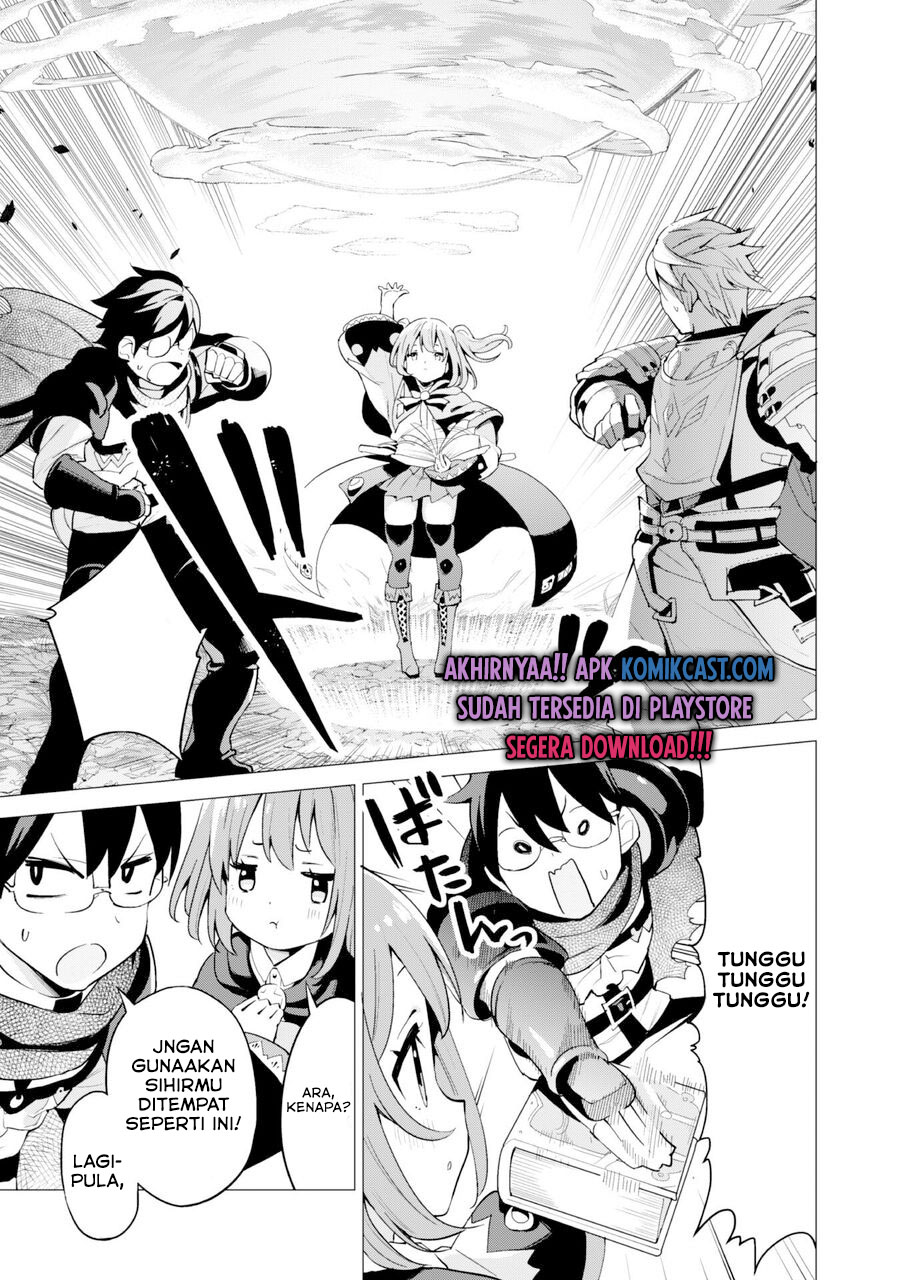 AKHIRNYAA!! APK KOMIKCAST.COM
SUDAH TERSEDIA DI PLAYSTORE
SEGERA DOWNLOAD!!!
ばたんっ
TUNGGU
TUNGGU
TUNGGU!
ARA,
KENAPA?
JNGAN
GUNAAKAN
SIHIRMU
DITEMPAT
SEPERTI INI!
LAGI-
PULA,